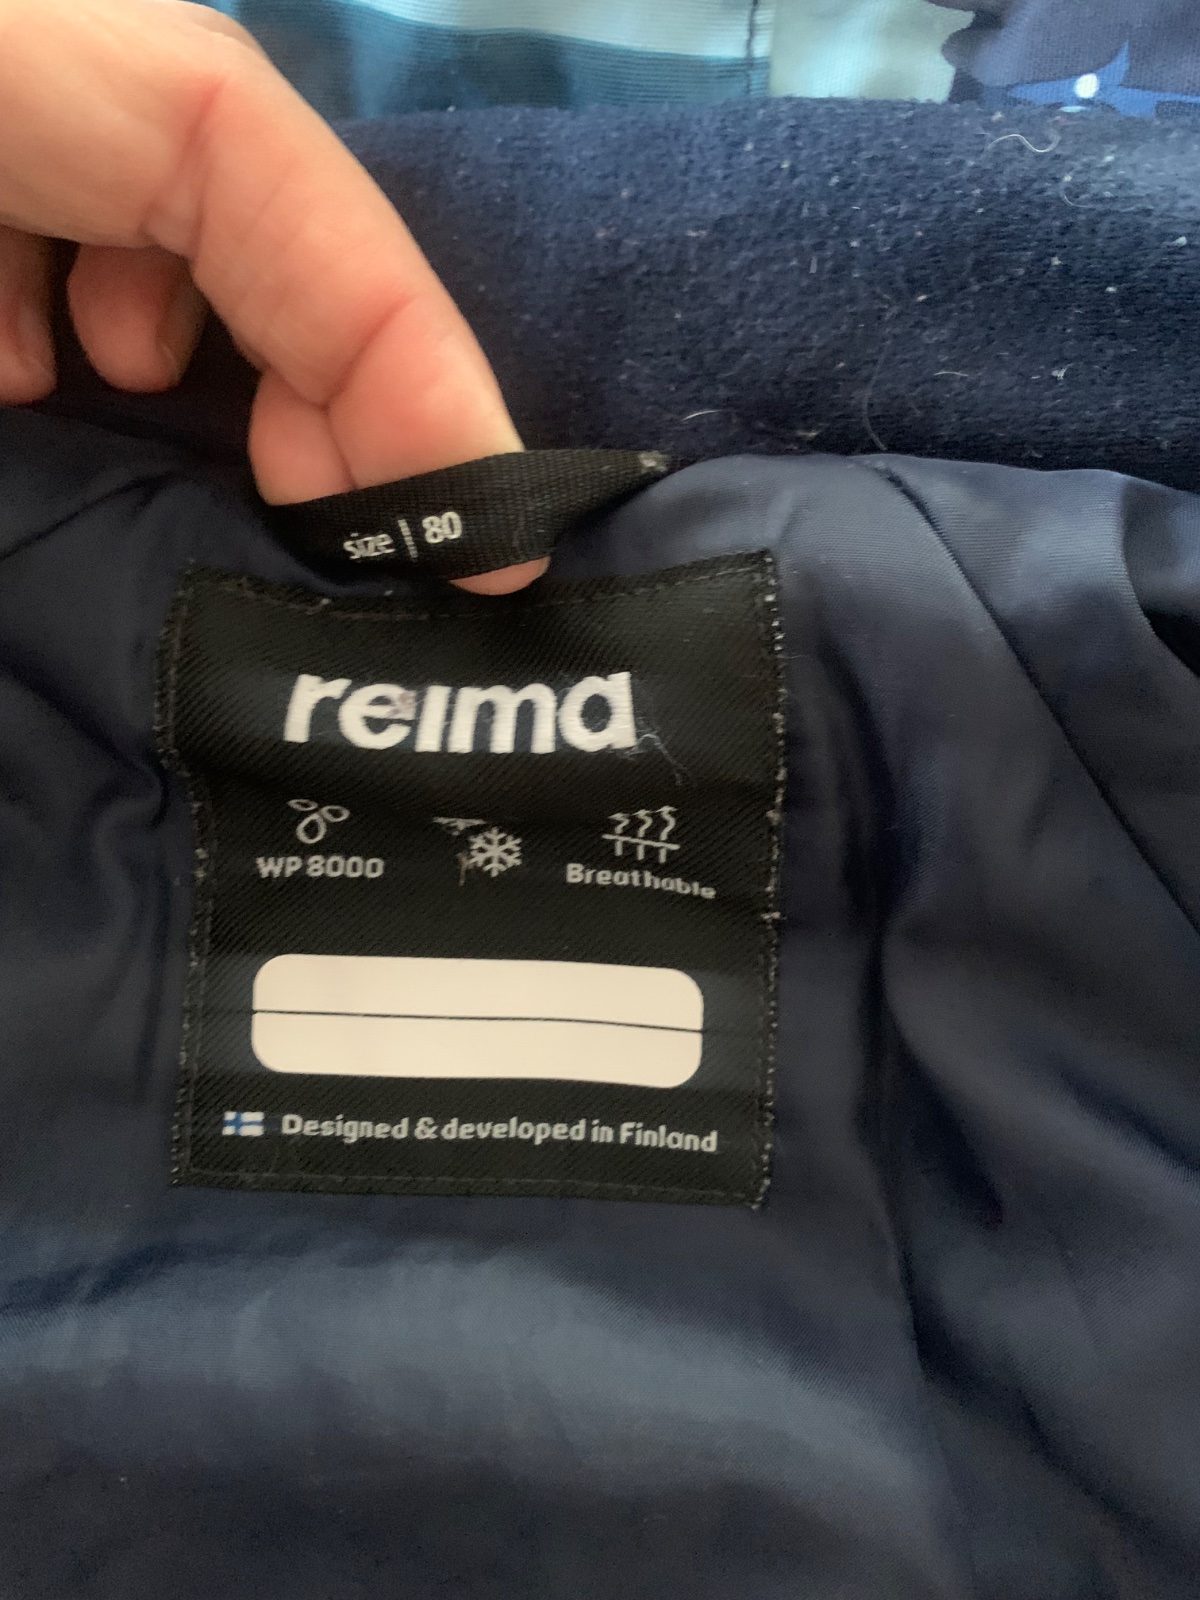 size | 80
reima
WP 8000
Breathable
Designed & developed in Finland